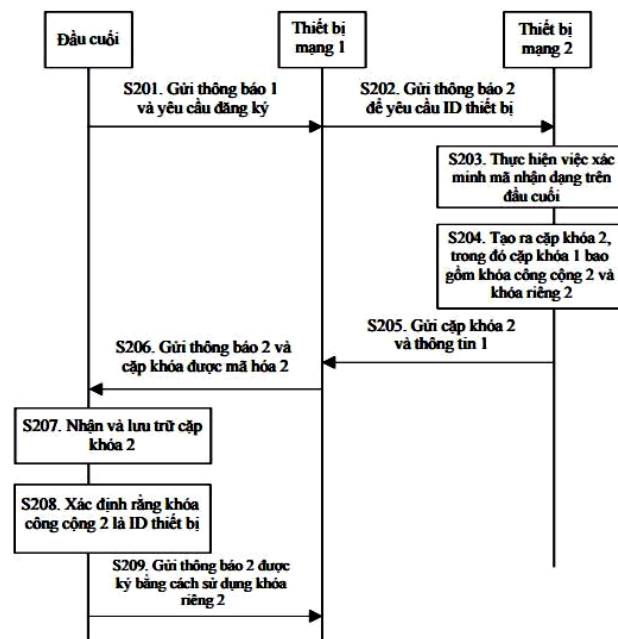 Đầu cuối
Thiết bị
mạng 1
Thiết bị
mạng 2
S201. Gửi thông báo 1
và yêu cầu đăng ký
S202. Gửi thông báo 2
để yêu cầu ID thiết bị
S203. Thực hiện việc xác
minh mã nhận dạng trên
đầu cuối
S204. Tạo ra cặp khóa 2,
trong đó cặp khóa 1 bao
gồm khóa công cộng 2 và
khóa riêng 2
S205. Gửi cặp khóa 2
và thông tin 1
S206. Gửi thông báo 2 và
cặp khóa được mã hóa 2
S207. Nhận và lưu trữ cặp
khóa 2
S208. Xác định rằng khóa
công cộng 2 là ID thiết bị
S209. Gửi thông báo 2 được
ký bằng cách sử dụng khóa
riêng 2